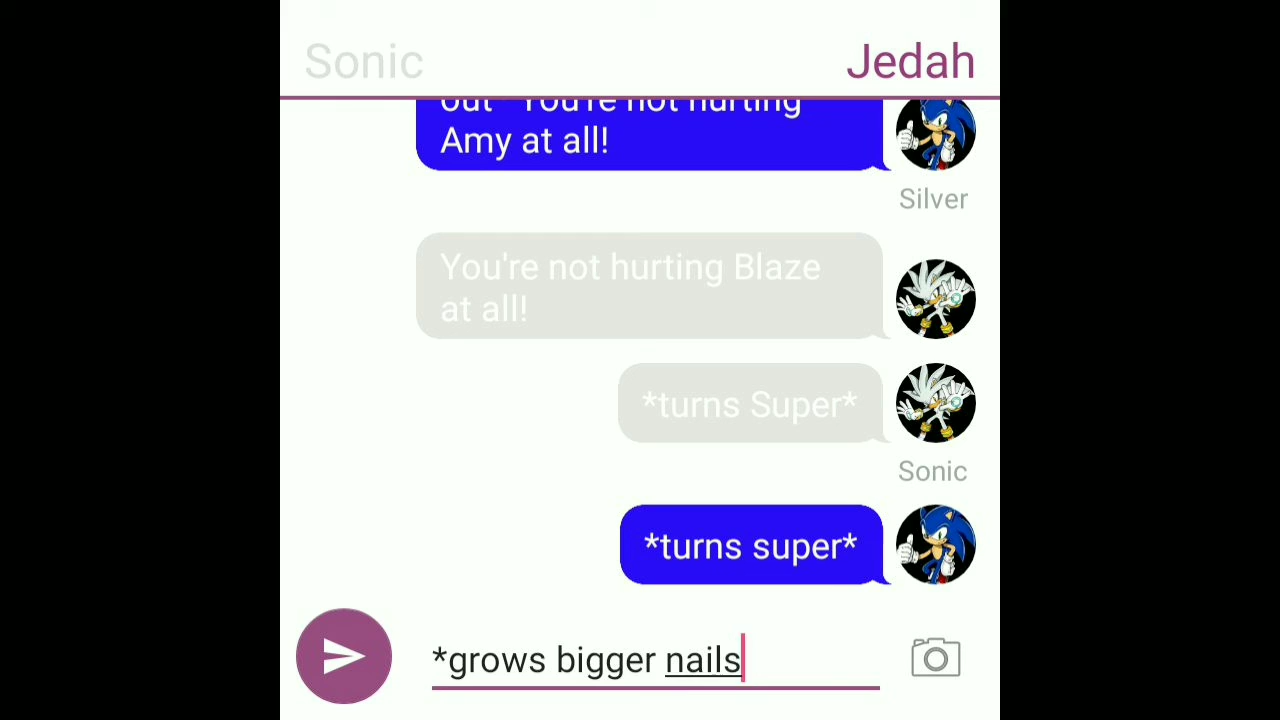 Sonic
Jedah
out* You're not hurting
Amy at all!
Silver
You're not hurting Blaze
at all!
*turns Super*
Sonic
*turns super*
*grows bigger nails